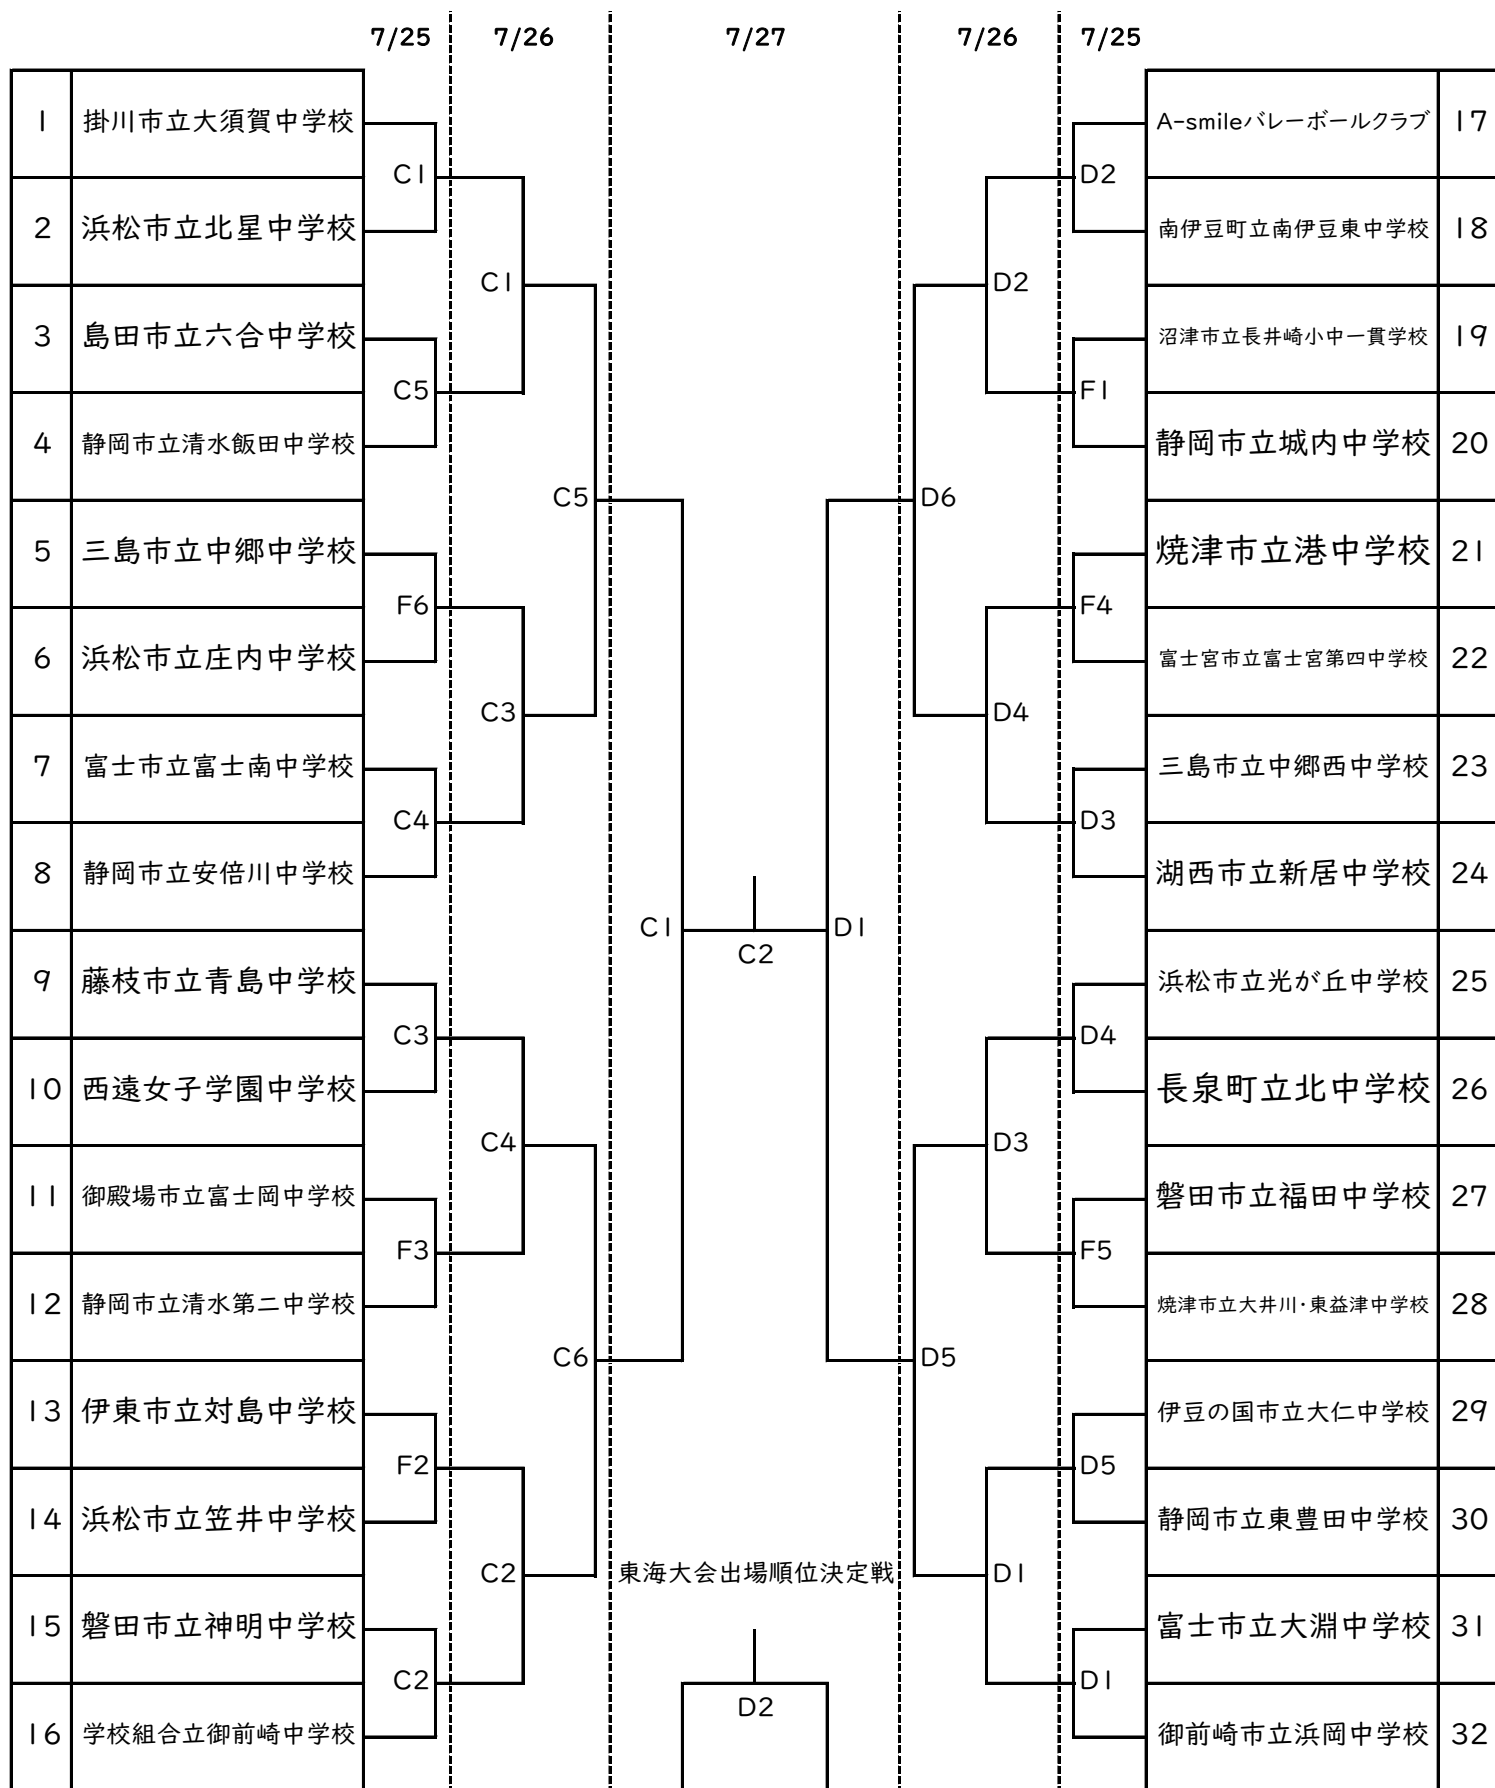 7/25 7/26 7/27 7/26 7/25
1 掛川市立大須賀中学校
C1
2 浜松市立北星中学校
C1
3 島田市立六合中学校
C5
4 静岡市立清水飯田中学校
C5
5 三島市立中郷中学校
F6
6 浜松市立庄内中学校
C3
7 富士市立富士南中学校
C4
8 静岡市立安倍川中学校
C1
9 藤枝市立青島中学校
C3
10 西遠女子学園中学校
C4
11 御殿場市立富士岡中学校
F3
12 静岡市立清水第二中学校
C6
13 伊東市立対島中学校
F2
14 浜松市立笠井中学校
C2
15 磐田市立神明中学校
C2
16 学校組合立御前崎中学校
C2
東海大会出場順位決定戦
D2
A-smileバレーボールクラブ 17
D2
南伊豆町立南伊豆東中学校 18
D2
沼津市立長井崎小中一貫学校 19
F1
静岡市立城内中学校 20
D6
焼津市立港中学校 21
F4
富士宮市立富士宮第四中学校 22
D4
三島市立中郷西中学校 23
D3
湖西市立新居中学校 24
D1
浜松市立光が丘中学校 25
D4
長泉町立北中学校 26
D3
磐田市立福田中学校 27
F5
焼津市立大井川・東益津中学校 28
D5
伊豆の国市立大仁中学校 29
D5
静岡市立東豊田中学校 30
D1
富士市立大淵中学校 31
D1
御前崎市立浜岡中学校 32